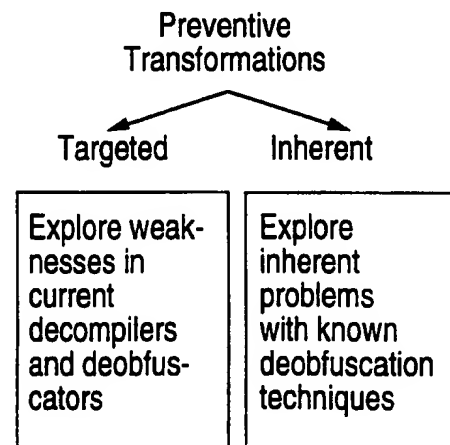 Preventive
Transformations
Targeted
Inherent
Explore weak-
nesses in
current
decompilers
and deobfus-
cators
Explore
inherent
problems
with known
deobfuscation
techniques